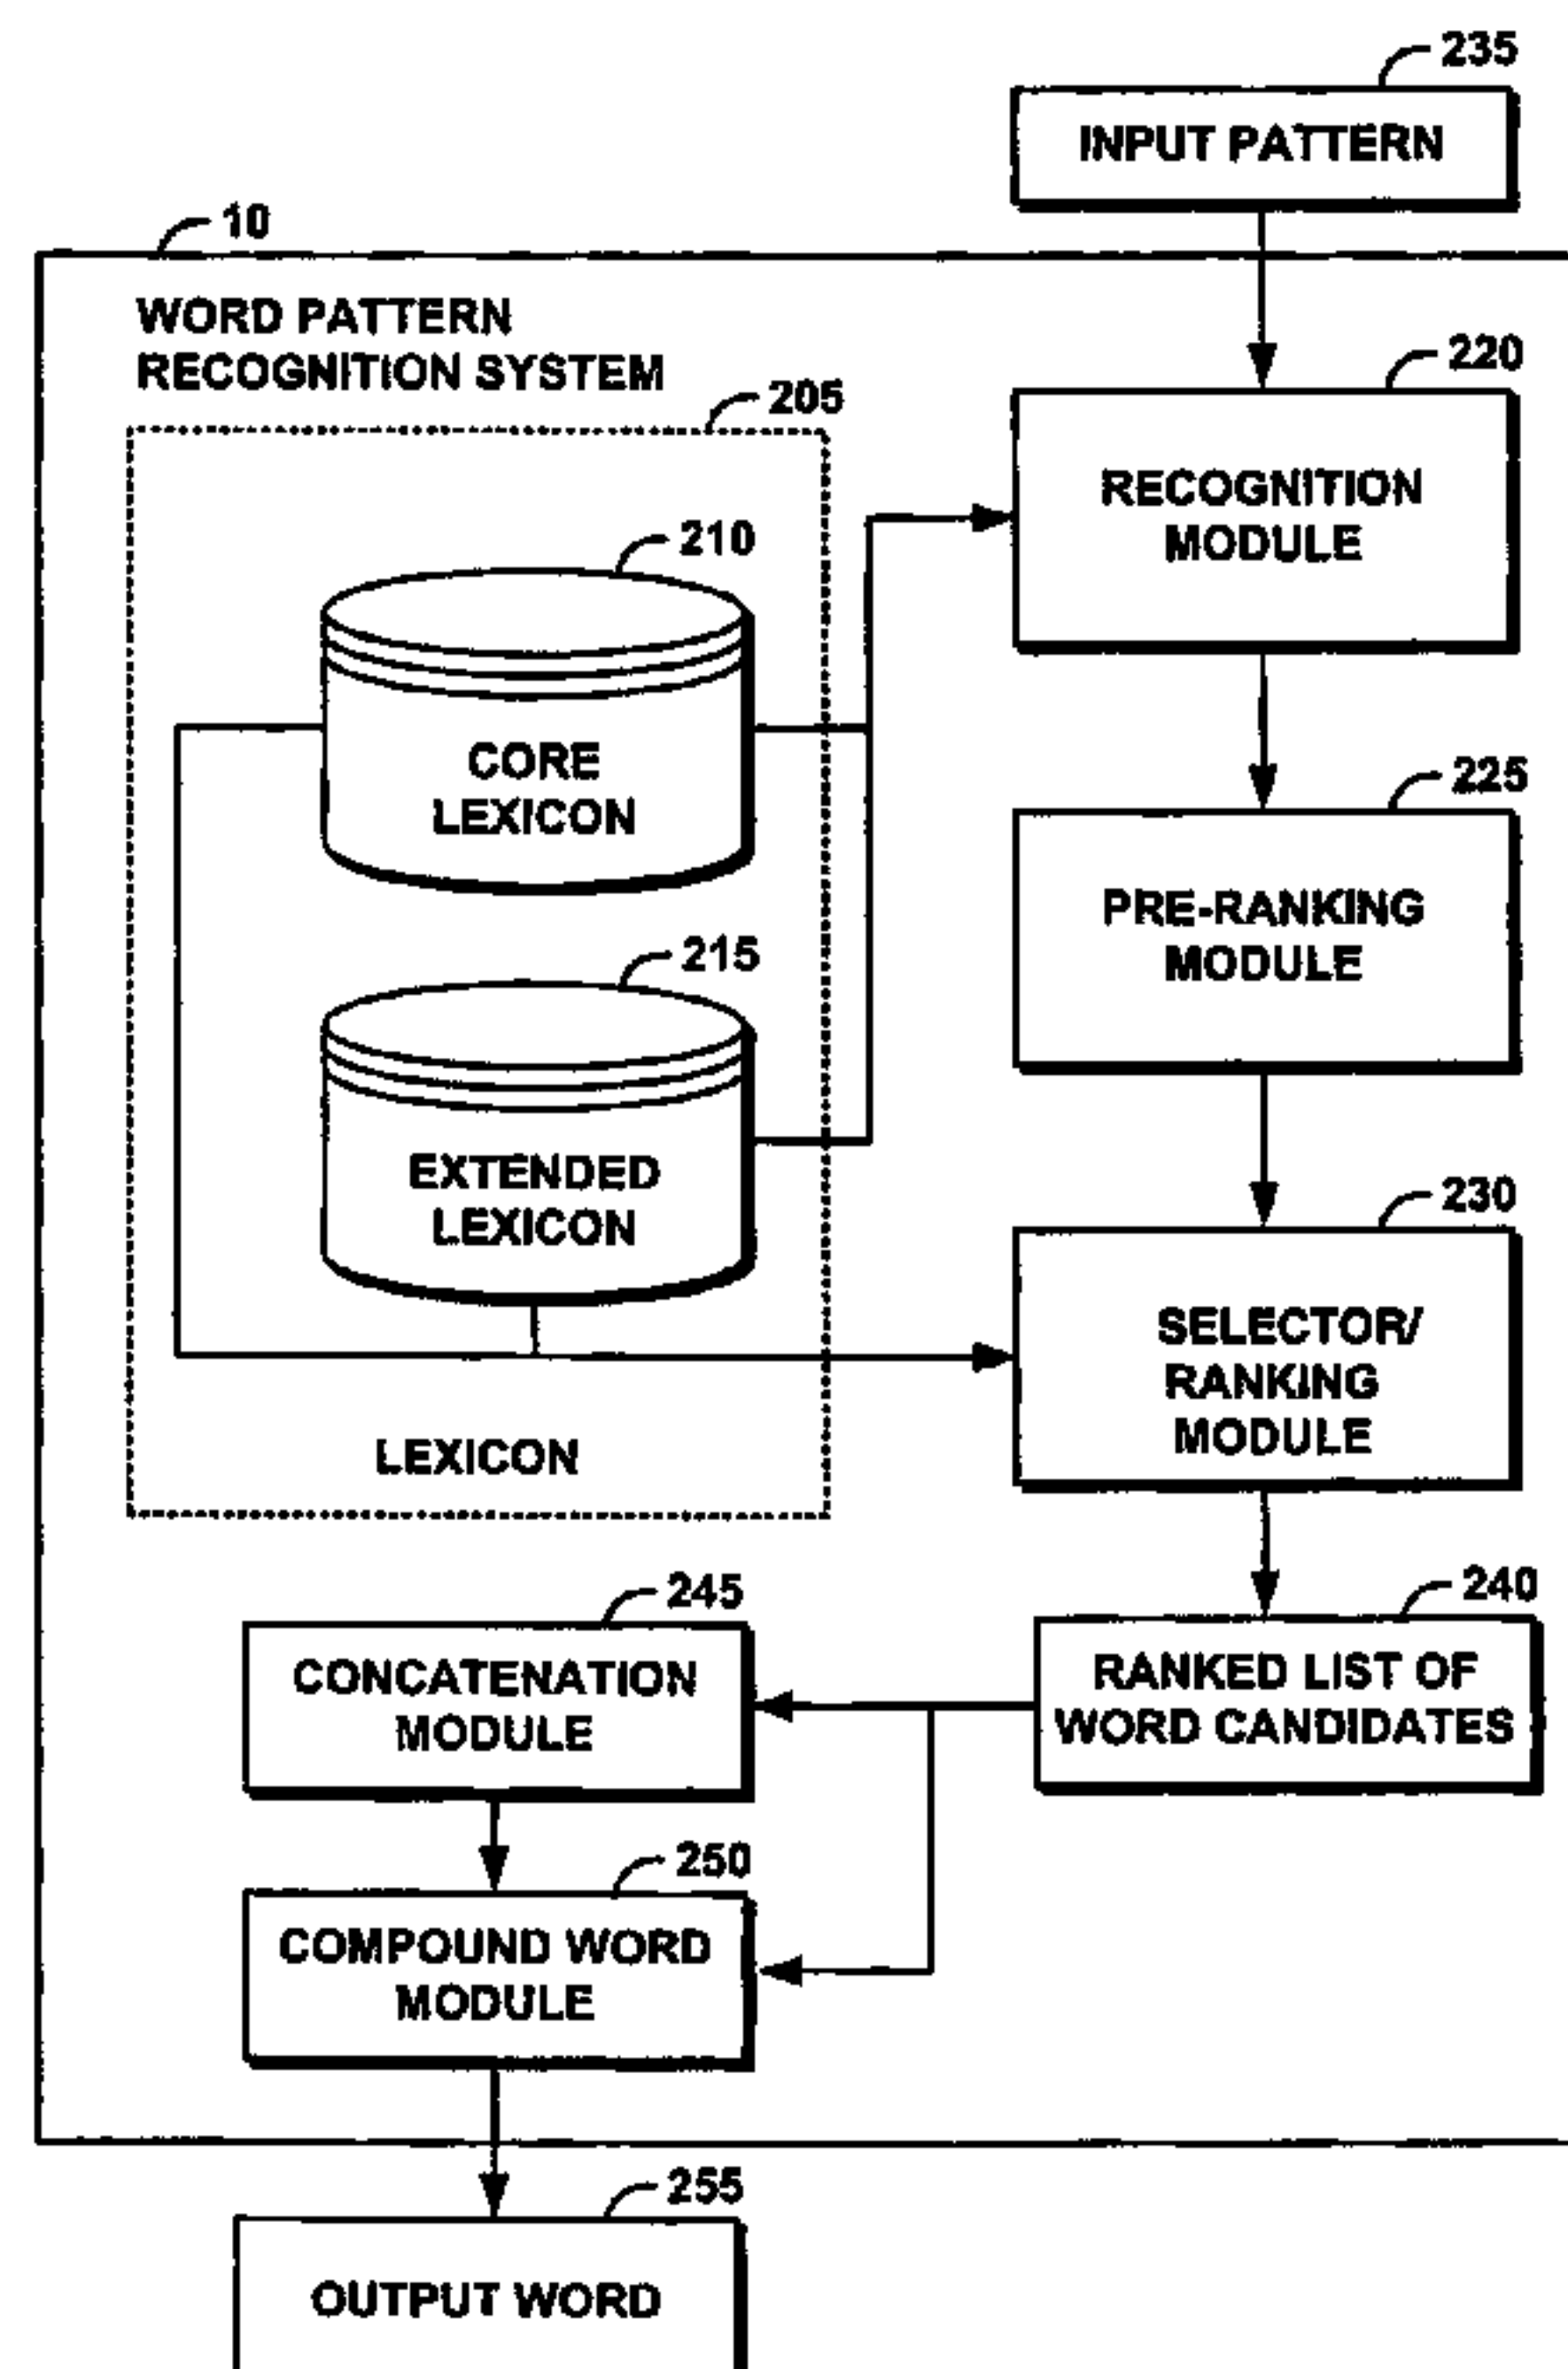 235
INPUT PATTERN
10
WORD PATTERN
RECOGNITION SYSTEM
205
220
RECOGNITION
MODULE
210
CORE
LEXICON
225
PRE-RANKING
MODULE
215
EXTENDED
LEXICON
230
SELECTOR/
RANKING
MODULE
LEXICON
245
CONCATENATION
MODULE
240
RANKED LIST OF
WORD CANDIDATES
250
COMPOUND WORD
MODULE
255
OUTPUT WORD